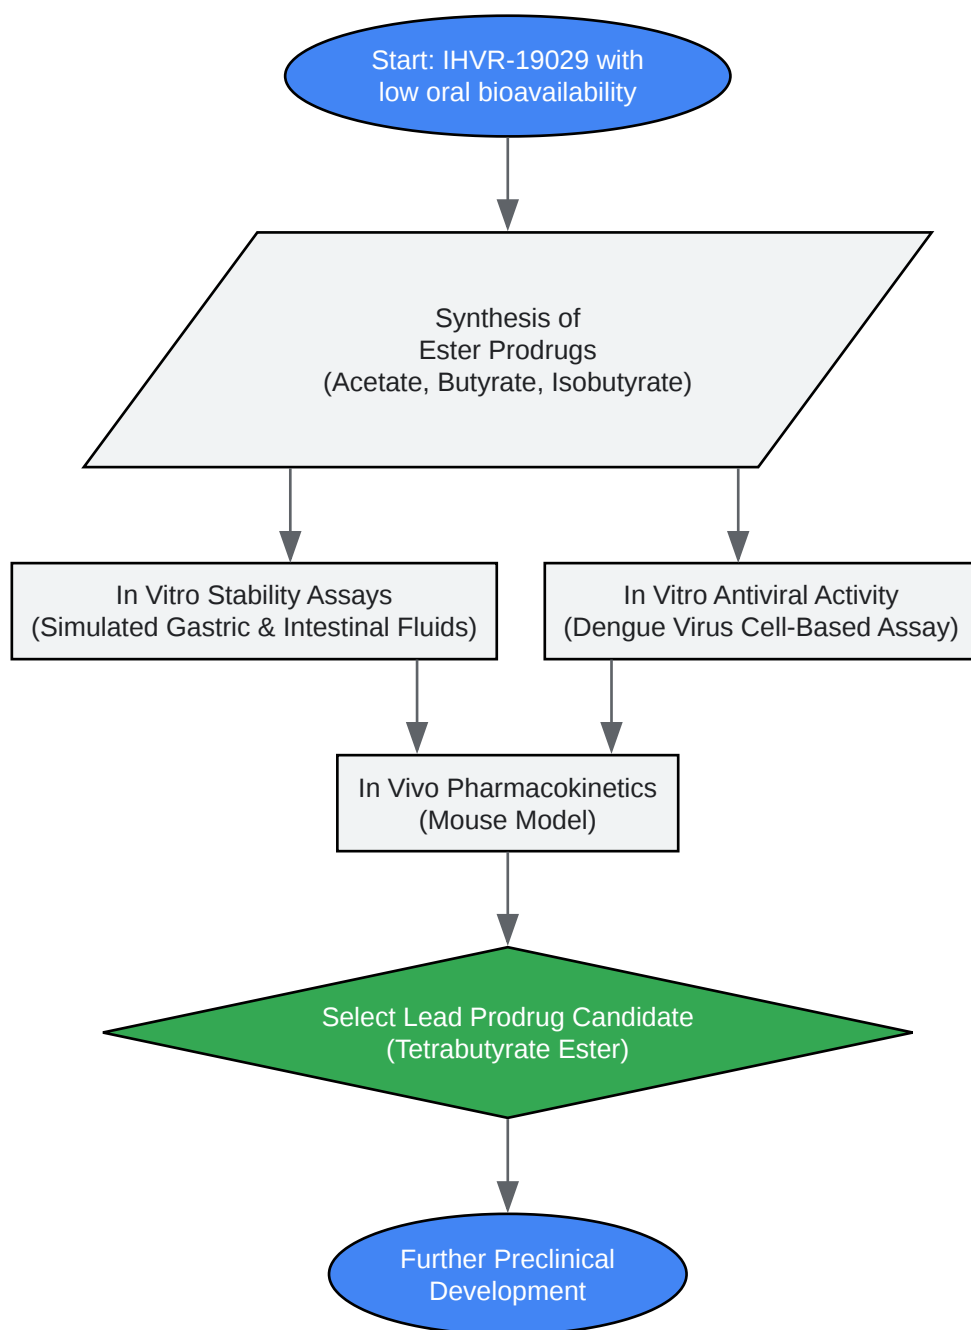 Start: IHVR-19029 with
low oral bioavailability
Synthesis of
Ester Prodrugs
(Acetate, Butyrate, Isobutyrate)
In Vitro Stability Assays
(Simulated Gastric & Intestinal Fluids)
In Vitro Antiviral Activity
(Dengue Virus Cell-Based Assay)
In Vivo Pharmacokinetics
(Mouse Model)
Select Lead Prodrug Candidate
(Tetrabutyrate Ester)
Further Preclinical
Development